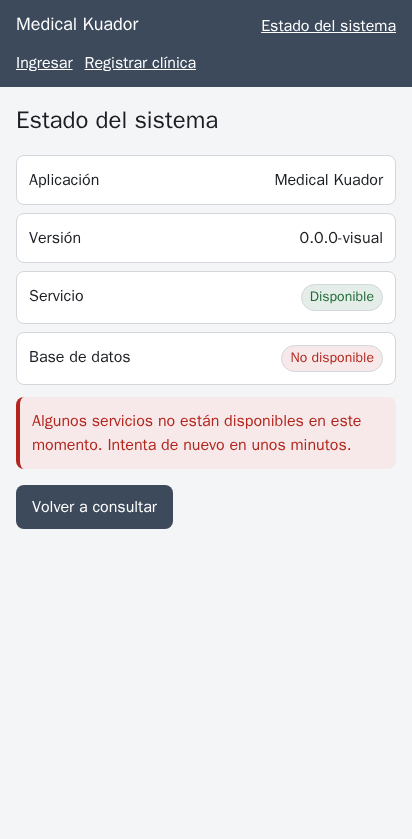 Medical Kuador
Estado del sistema
Ingresar Registrar clínica
Estado del sistema
Aplicación Medical Kuador
Versión 0.0.0-visual
Servicio Disponible
Base de datos No disponible
Algunos servicios no están disponibles en este
momento. Intenta de nuevo en unos minutos.
Volver a consultar